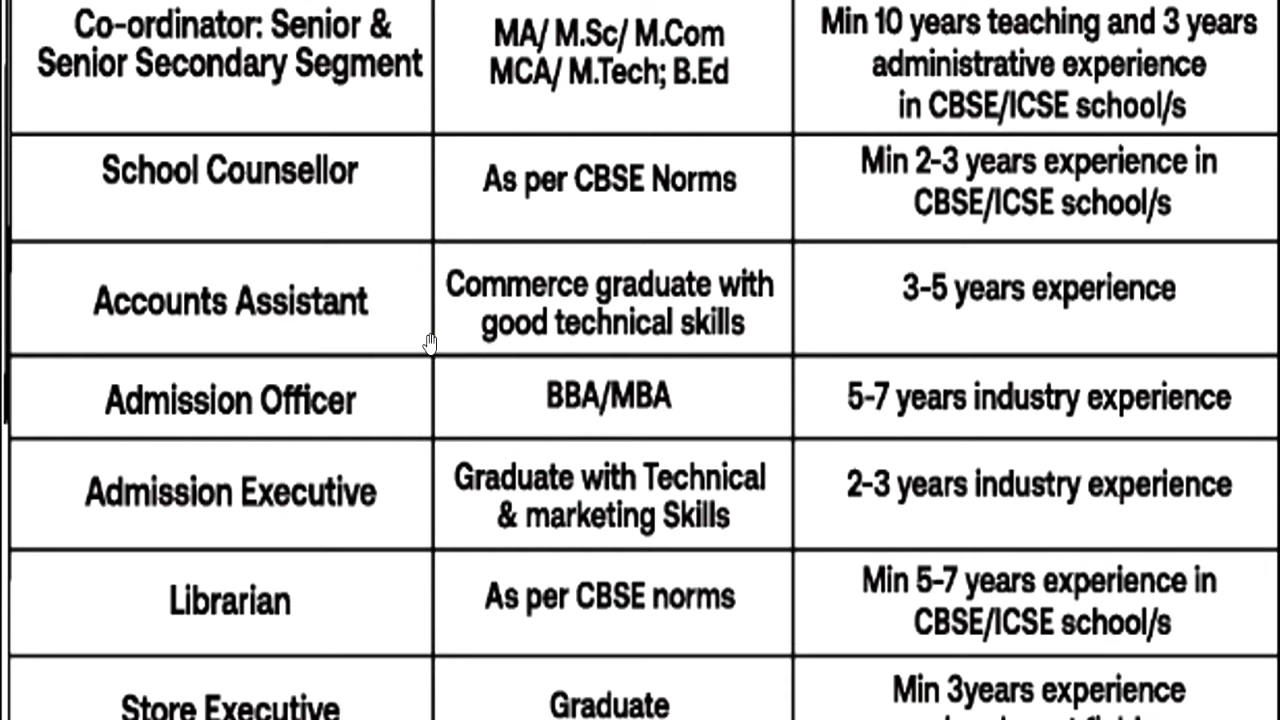 Co-ordinator: Senior &
Senior Secondary Segment
MA/ M.Sc/ M.Com
MCA/ M.Tech; B.Ed
Min 10 years teaching and 3 years
administrative experience
in CBSE/ICSE school/s
School Counsellor
As per CBSE Norms
Min 2-3 years experience in
CBSE/ICSE school/s
Accounts Assistant
Commerce graduate with
good technical skills
3-5 years experience
Admission Officer
BBA/MBA
5-7 years industry experience
Admission Executive
Graduate with Technical
& marketing Skills
2-3 years industry experience
Librarian
As per CBSE norms
Min 5-7 years experience in
CBSE/ICSE school/s
Store Executive
Graduate
Min 3years experience